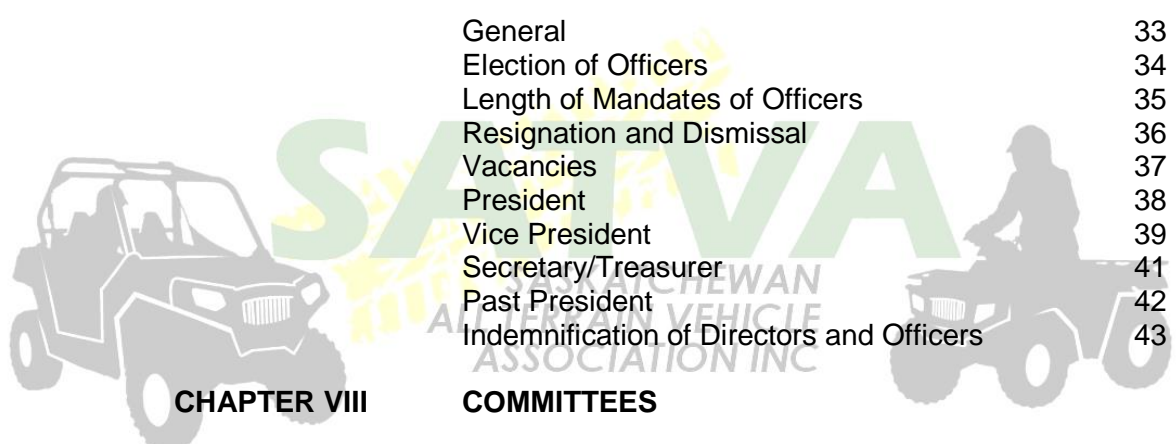 General 33
Election of Officers 34
Length of Mandates of Officers 35
Resignation and Dismissal 36
Vacancies 37
President 38
Vice President 39
Secretary/Treasurer 41
Past President 42
Indemnification of Directors and Officers 43
SATVA
SASKATCHEWAN
ALL TERRAIN VEHICLE
ASSOCIATION INC
CHAPTER VIII COMMITTEES